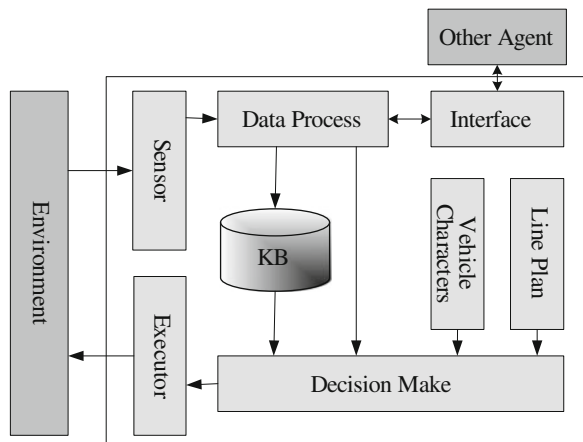 Other Agent
Data Process
Interface
Sensor
Environment
Vehicle
Characters
Line Plan
KB
Executor
Decision Make